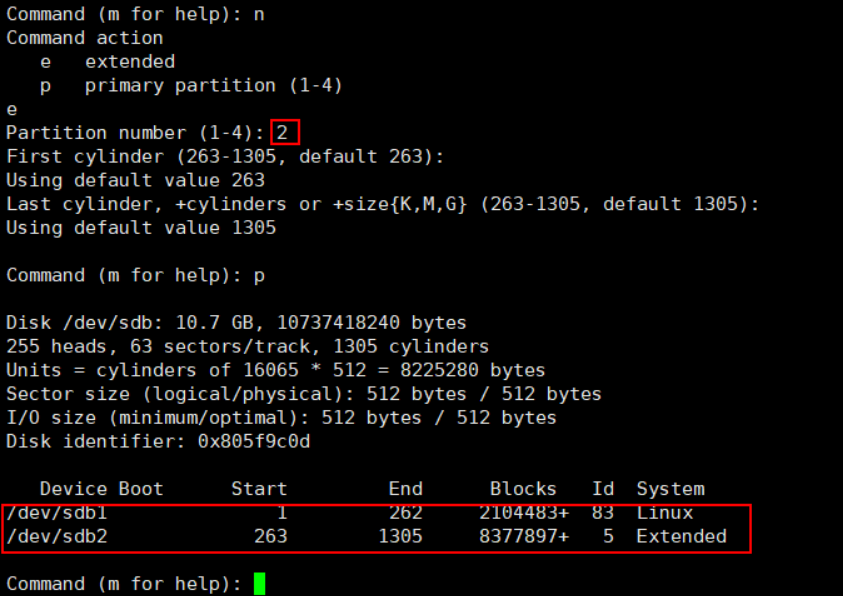 Command (m for help): n
Command action
   e   extended
   p   primary partition (1-4)
e
Partition number (1-4): 2
First cylinder (263-1305, default 263):
Using default value 263
Last cylinder, +cylinders or +size{K,M,G} (263-1305, default 1305):
Using default value 1305
Command (m for help): p
Disk /dev/sdb: 10.7 GB, 10737418240 bytes
255 heads, 63 sectors/track, 1305 cylinders
Units = cylinders of 16065 * 512 = 8225280 bytes
Sector size (logical/physical): 512 bytes / 512 bytes
I/O size (minimum/optimal): 512 bytes / 512 bytes
Disk identifier: 0x805f9c0d
   Device Boot      Start         End      Blocks   Id  System
/dev/sdb1               1         262     2104483+  83  Linux
/dev/sdb2             263        1305     8377897+   5  Extended
Command (m for help):